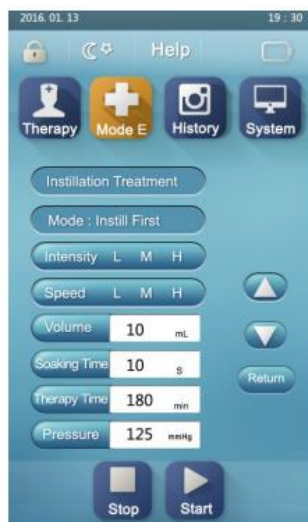 2016. 01. 13 19 : 30
Help
Therapy Mode E History System
Instillation Treatment
Mode : Instill First
Intensity L M H
Speed L M H
Volume 10 mL
Soaking Time 10 S
Therapy Time 180 min
Pressure 125 mmHg
Return
Stop Start